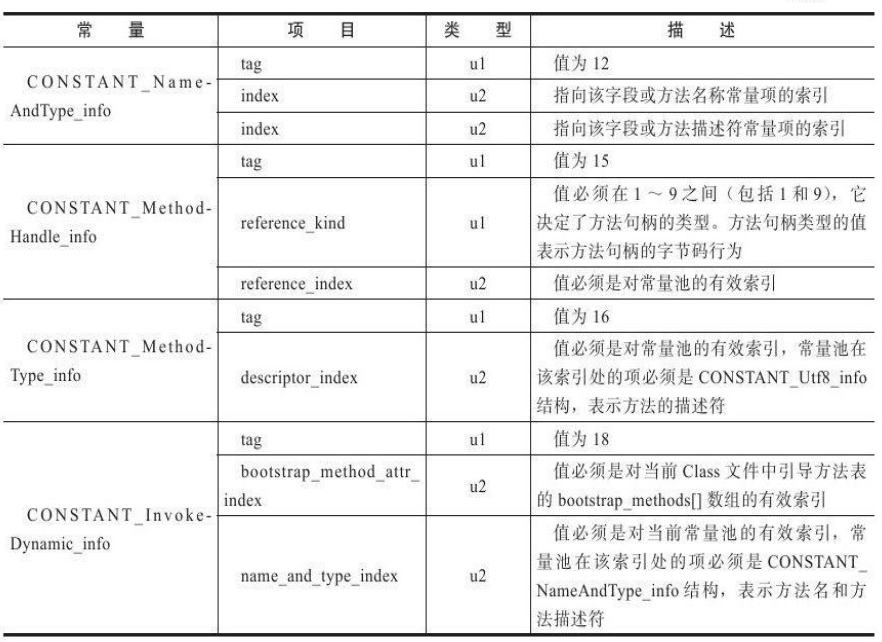 常 量 项 目 类 型 描 述
CONSTANT_Name-
AndType_info
tag u1 值为 12
index u2 指向该字段或方法名称常量项的索引
index u2 指向该字段或方法描述符常量项的索引
CONSTANT_Method-
Handle_info
tag u1 值为 15
reference_kind u1
值必须在 1 ～ 9 之间（包括 1 和 9），它
决定了方法句柄的类型。方法句柄类型的值
表示方法句柄的字节码行为
reference_index u2 值必须是对常量池的有效索引
CONSTANT_Method-
Type_info
tag u1 值为 16
descriptor_index u2
值必须是对常量池的有效索引，常量池在
该索引处的项必须是 CONSTANT_Utf8_info
结构，表示方法的描述符
CONSTANT_Invoke-
Dynamic_info
tag u1 值为 18
bootstrap_method_attr_
index
u2
值必须是对当前 Class 文件中引导方法表
的 bootstrap_methods[] 数组的有效索引
name_and_type_index u2
值必须是对当前常量池的有效索引，常
量池在该索引处的项必须是 CONSTANT_
NameAndType_info 结构，表示方法名和方
法描述符